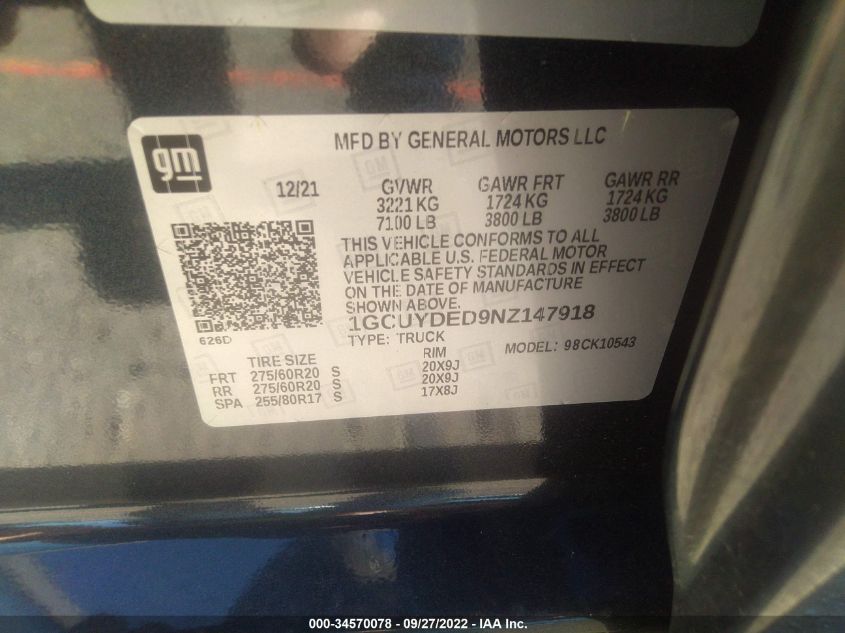 gm
MFD BY GENERAL MOTORS LLC
12/21 GVWR GAWR FRT GAWR RR
3221 KG 1724 KG 1724 KG
7100 LB 3800 LB 3800 LB
THIS VEHICLE CONFORMS TO ALL
APPLICABLE U.S. FEDERAL MOTOR
VEHICLE SAFETY STANDARDS IN EFFECT
ON THE DATE OF MANUFACTURE
SHOWN ABOVE.
626D
1GCUYDED9NZ147918
TYPE: TRUCK MODEL: 98CK10543
TIRE SIZE RIM
FRT 275/60R20 S 20X9J
RR 275/60R20 S 20X9J
SPA 255/80R17 S 17X8J
000-34570078 - 09/27/2022 - IAA Inc.